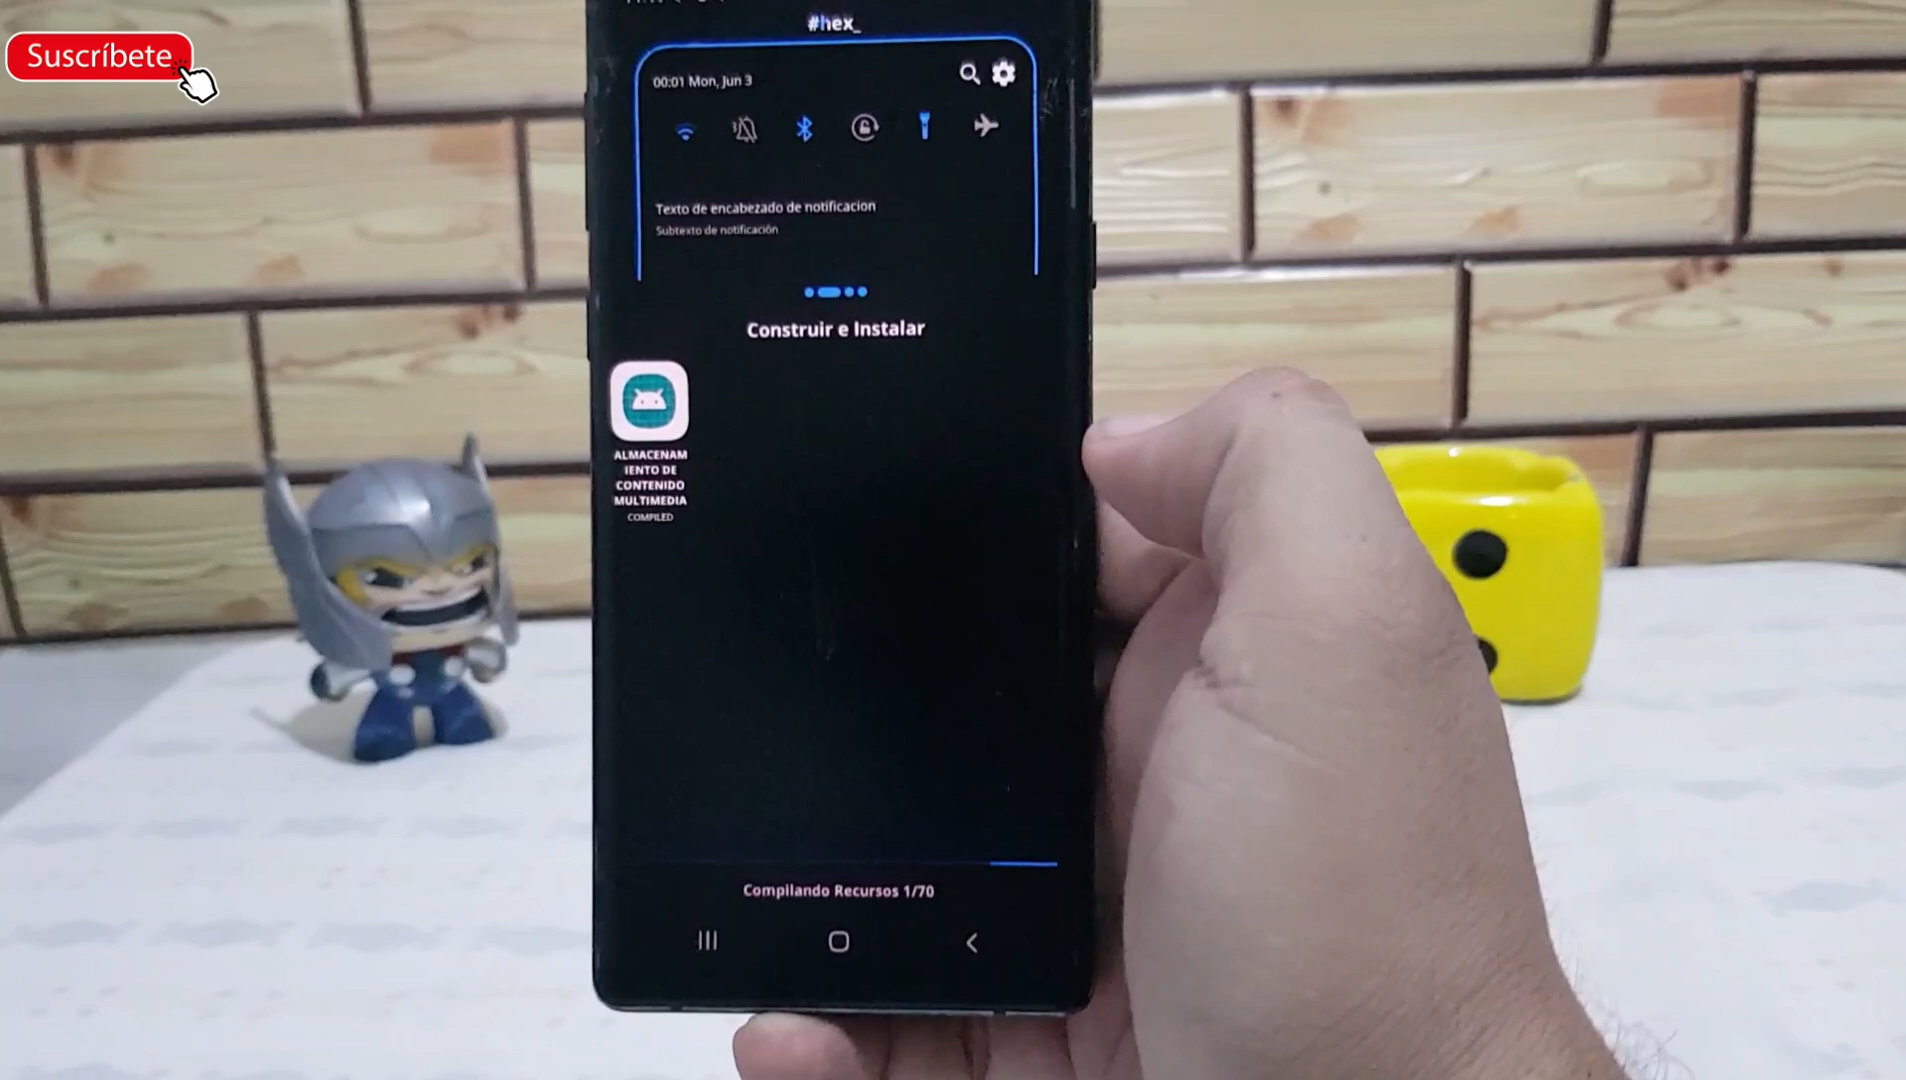 Suscríbete
#hex_
00:01 Mon, Jun 3
Texto de encabezado de notificacion
Subtexto de notificación
Construir e Instalar
ALMACENAM
IENTO DE
CONTENIDO
MULTIMEDIA
COMPILED
Compilando Recursos 1/70